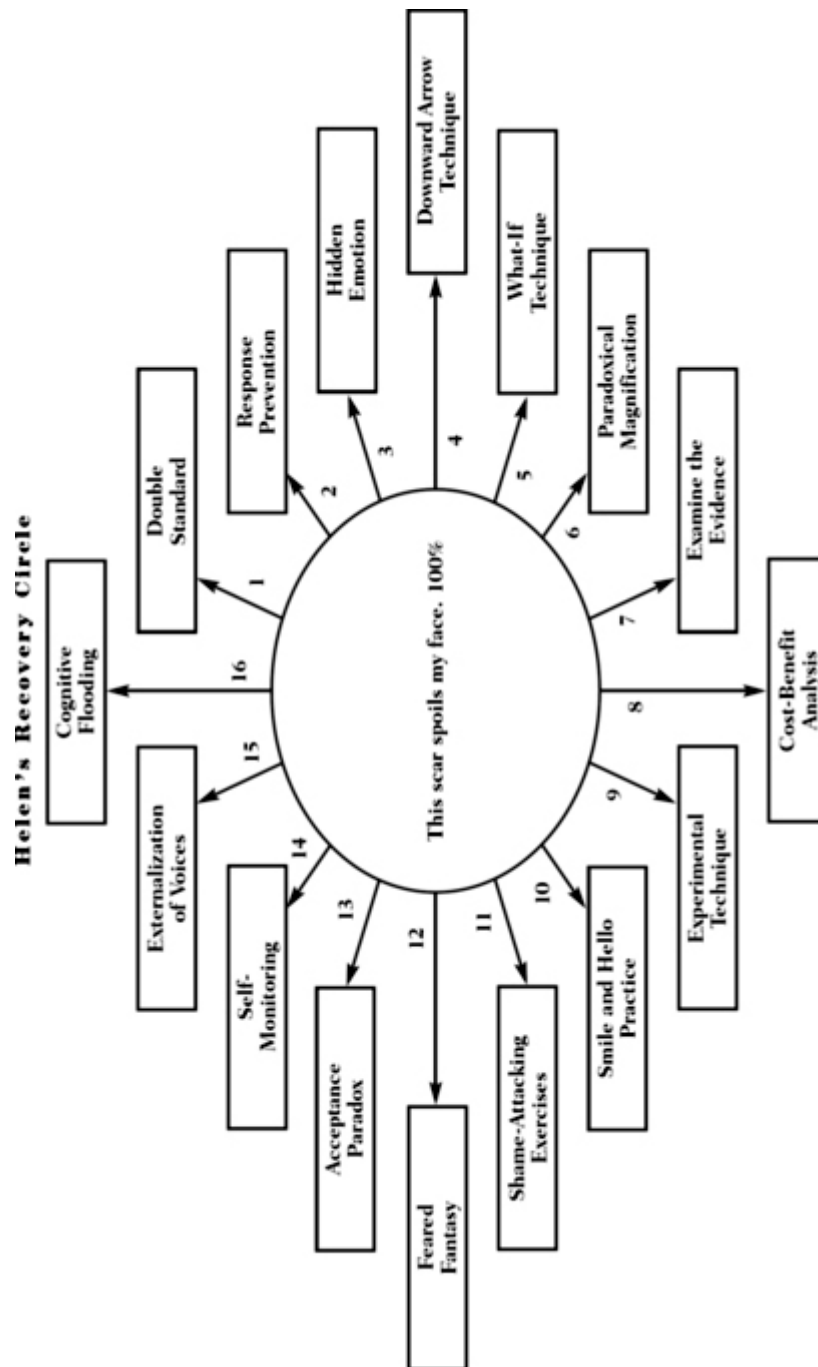 Helen's Recovery Circle
This scar spoils my face. 100%
1
Double
Standard
2
Response
Prevention
3
Hidden
Emotion
4
Downward Arrow
Technique
5
What-If
Technique
6
Paradoxical
Magnification
7
Examine the
Evidence
8
Cost-Benefit
Analysis
9
Experimental
Technique
10
Smile and Hello
Practice
11
Shame-Attacking
Exercises
12
Feared
Fantasy
13
Acceptance
Paradox
14
Self-
Monitoring
15
Externalization
of Voices
16
Cognitive
Flooding